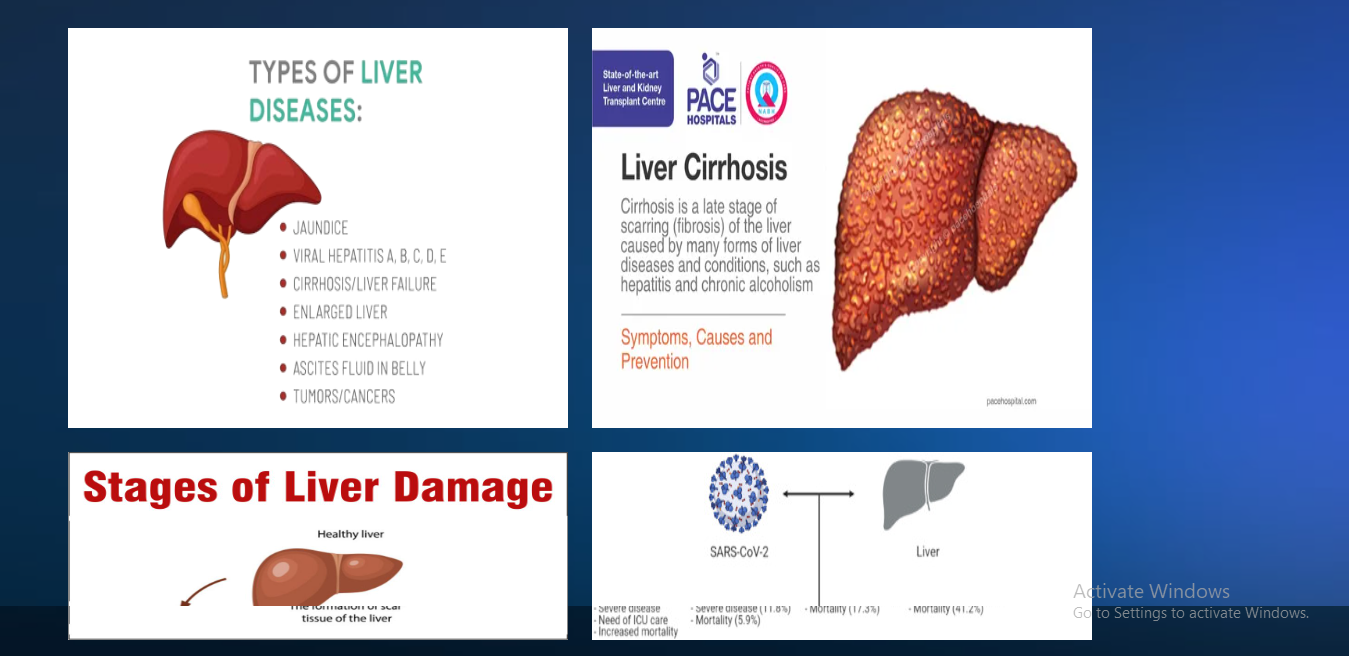 TYPES OF LIVER
DISEASES:
JAUNDICE
VIRAL HEPATITIS A, B, C, D, E
CIRRHOSIS/LIVER FAILURE
ENLARGED LIVER
HEPATIC ENCEPHALOPATHY
ASCITES FLUID IN BELLY
TUMORS/CANCERS
State-of-the-art
Liver and Kidney
Transplant Centre
PACE
HOSPITALS
Liver Cirrhosis
Cirrhosis is a late stage of
scarring (fibrosis) of the liver
caused by many forms of liver
diseases and conditions, such as
hepatitis and chronic alcoholism
Symptoms, Causes and
Prevention
pacehospital.com
Stages of Liver Damage
Healthy liver
The formation of scar
tissue of the liver
SARS-CoV-2
Liver
- Severe disease
- Need of ICU care
- Increased mortality
- Severe disease (11.8%)
- Mortality (5.9%)
- Mortality (17.3%)
- Mortality (41.2%)
Activate Windows
Go to Settings to activate Windows.